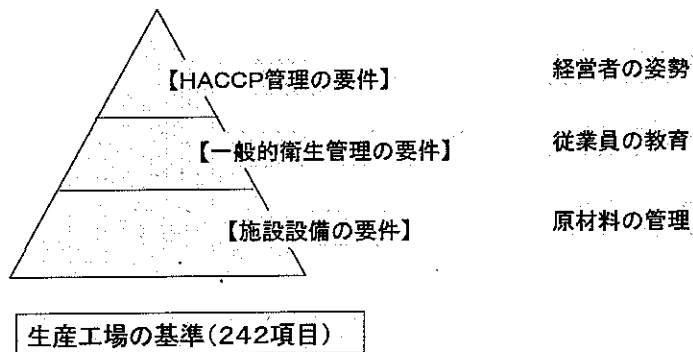 【HACCP管理の要件】
経営者の姿勢
【一般的衛生管理の要件】
従業員の教育
【施設設備の要件】
原材料の管理
生産工場の基準(242項目)